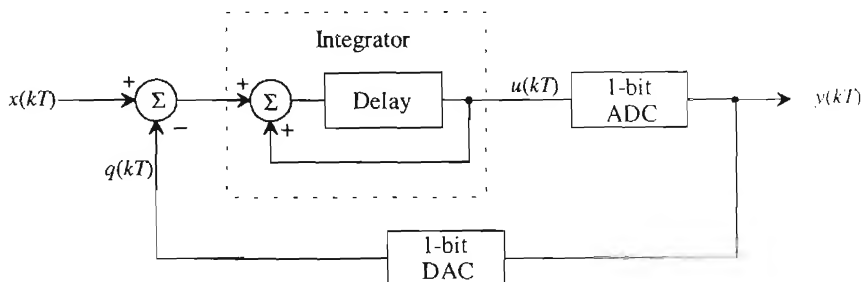 Integrator
x(kT)
+
Σ
−
+
Σ
+
Delay
u(kT)
1-bit
ADC
y(kT)
q(kT)
1-bit
DAC